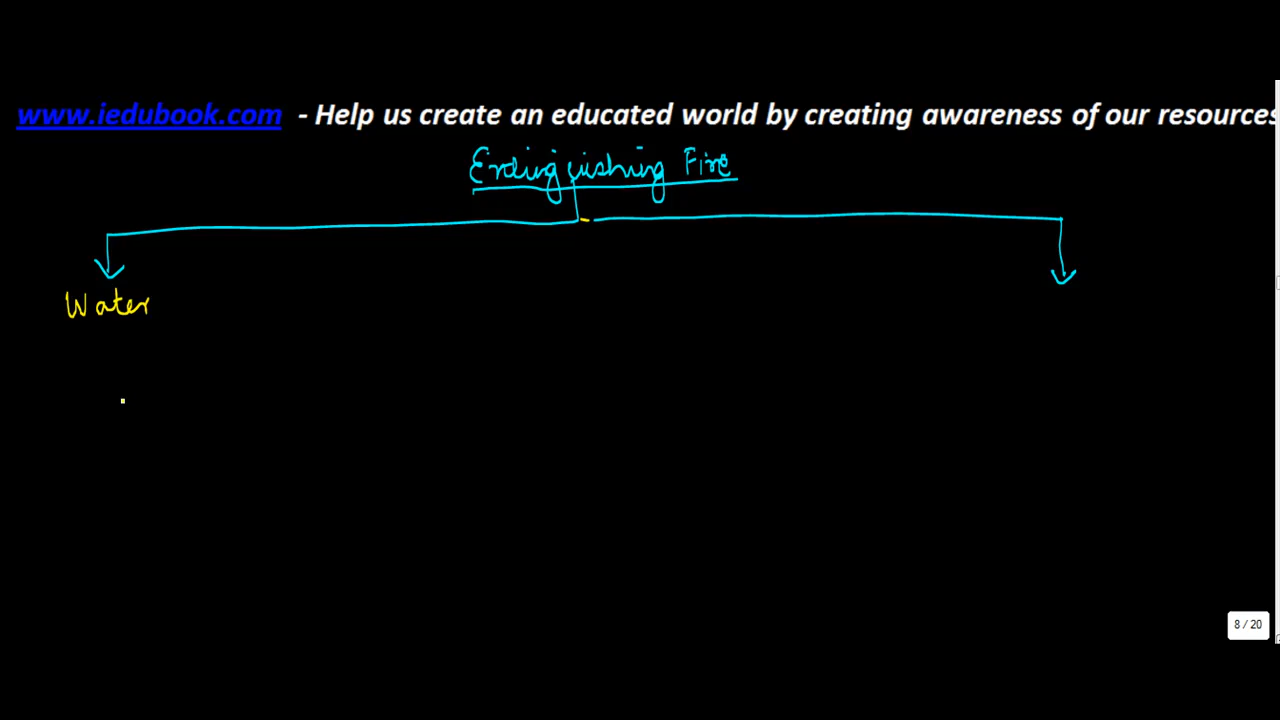 www.iedubook.com - Help us create an educated world by creating awareness of our resources
Extinguishing Fire
Water
8 / 20